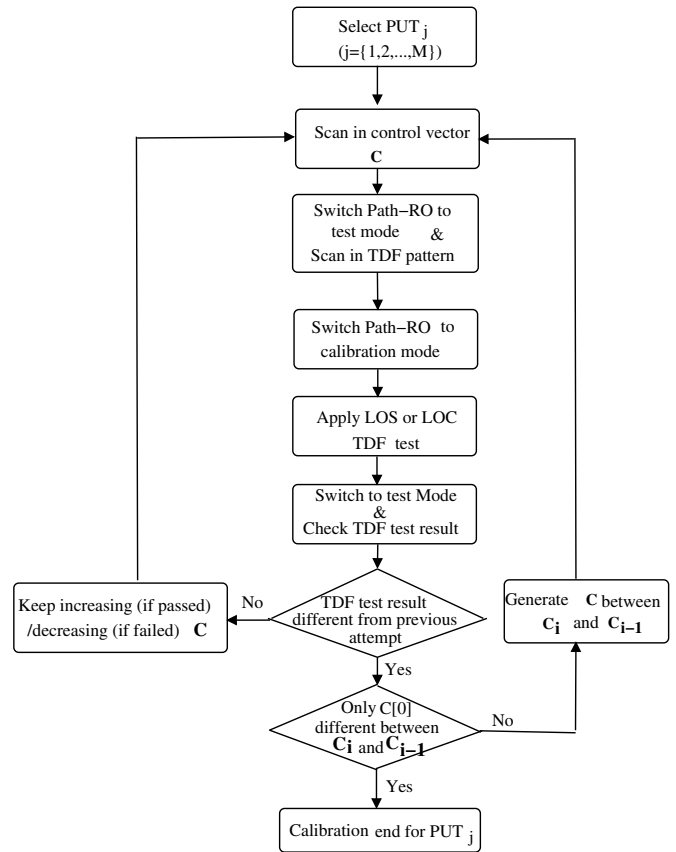 Select PUT j
(j={1,2,...,M})
Scan in control vector
C
Switch Path−RO to
test mode &
Scan in TDF pattern
Switch Path−RO to
calibration mode
Apply LOS or LOC
TDF test
Switch to test Mode
&
Check TDF test result
TDF test result
different from previous
attempt
No
Keep increasing (if passed)
/decreasing (if failed) C
Yes
Only C[0]
different between
Ci and Ci−1
No
Generate C between
Ci and Ci−1
Yes
Calibration end for PUT j